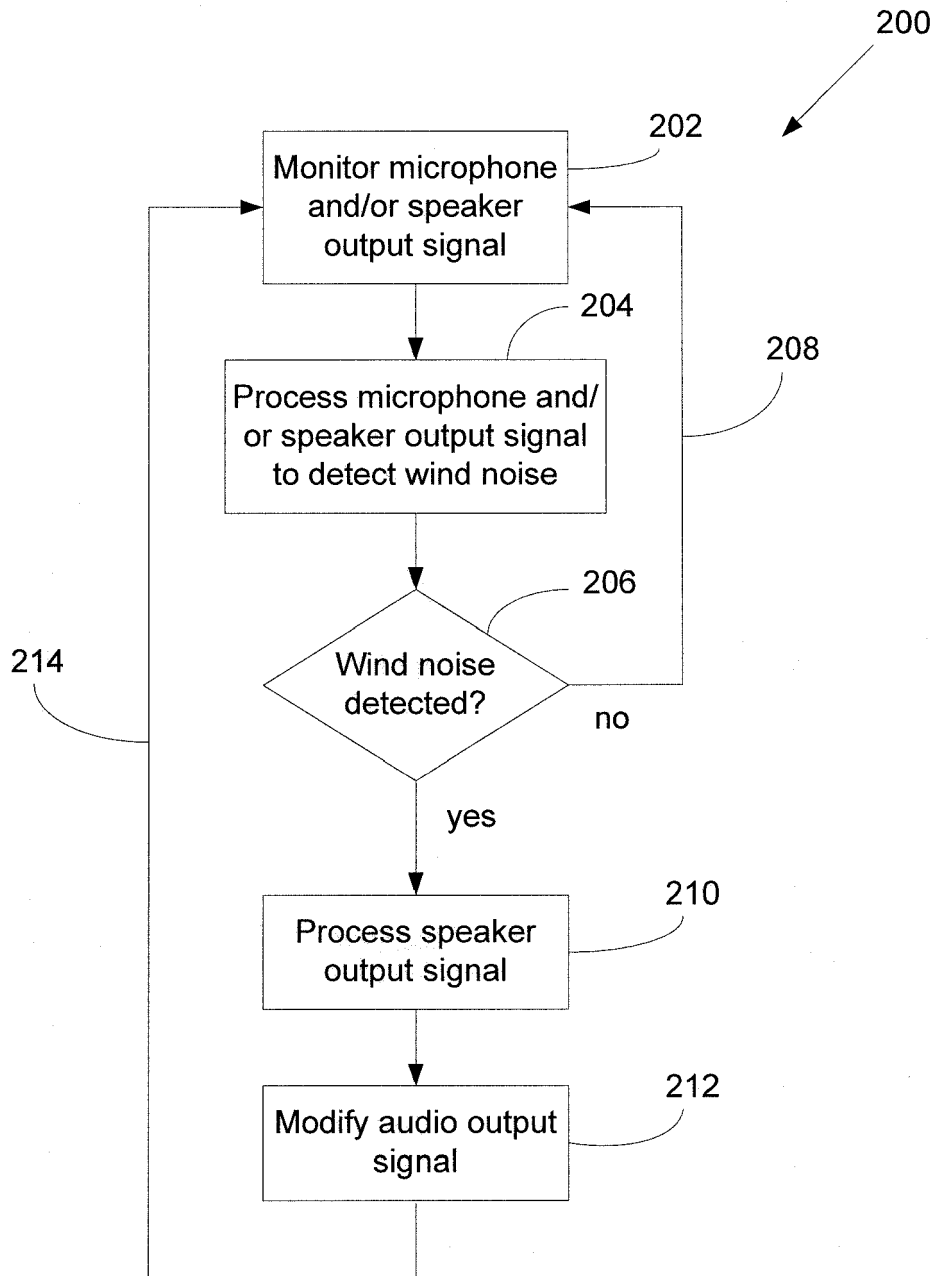 200
202
Monitor microphone
and/or speaker
output signal
204
208
Process microphone and/
or speaker output signal
to detect wind noise
206
Wind noise
detected?
214
no
yes
210
Process speaker
output signal
212
Modify audio output
signal